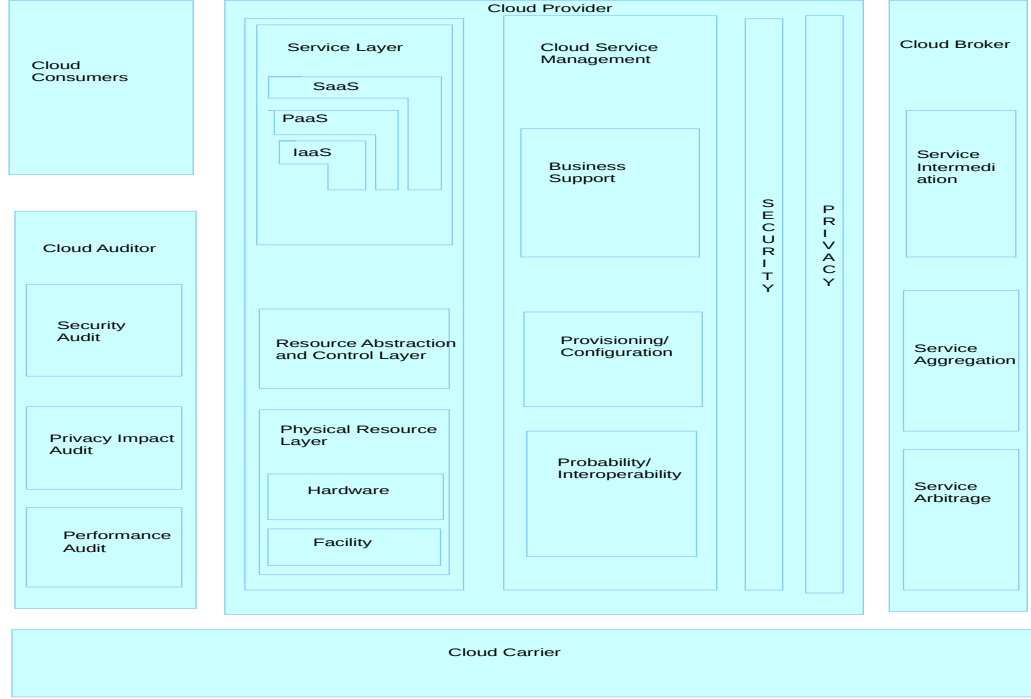 Cloud Provider
Cloud
Consumers
Cloud Auditor
Security
Audit
Privacy Impact
Audit
Performance
Audit
Service Layer
SaaS
PaaS
IaaS
Resource Abstraction
and Control Layer
Physical Resource
Layer
Hardware
Facility
Cloud Service
Management
Business
Support
Provisioning/
Configuration
Probability/
Interoperability
SECURITY
PRIVACY
Cloud Broker
Service
Intermedi
ation
Service
Aggregation
Service
Arbitrage
Cloud Carrier